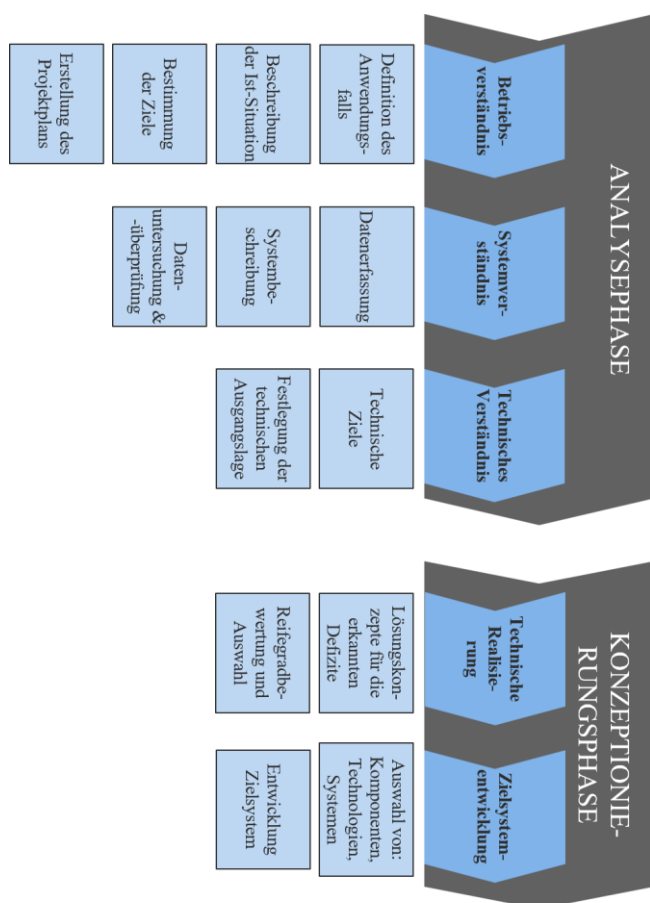 ANALYSEPHASE
Betriebs-
verständnis
Definition des
Anwendungs-
falls
Beschreibung
der Ist-Situation
Bestimmung
der Ziele
Erstellung des
Projektplans
Systemver-
ständnis
Datenerfassung
Systembe-
schreibung
Daten-
untersuchung &
-überprüfung
Technisches
Verständnis
Technische
Ziele
Festlegung der
technischen
Ausgangslage
KONZEPTIONIE-
RUNGSPHASE
Technische
Realisie-
rung
Lösungskon-
zepte für die
erkannten
Defizite
Reifegradbe-
wertung und
Auswahl
Zielsystem-
entwicklung
Auswahl von:
Komponenten,
Technologien,
Systemen
Entwicklung
Zielsystem